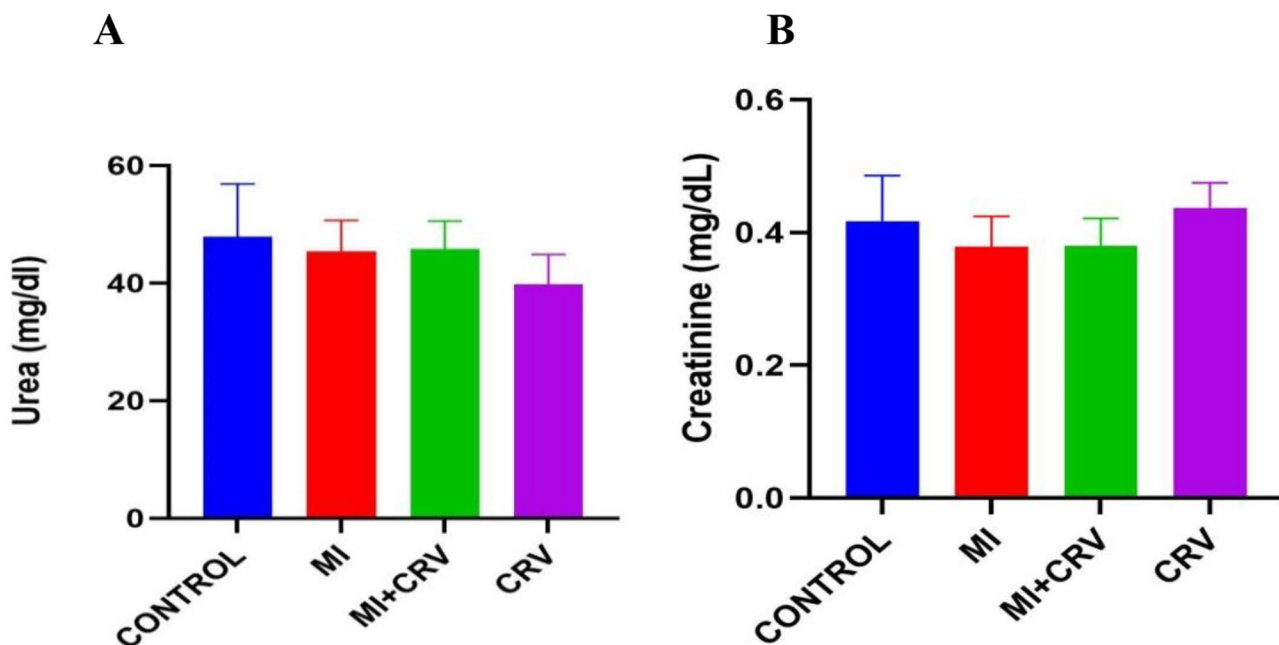 A
Urea (mg/dl)
60
40
20
0
CONTROL
MI
MI+CRV
CRV
B
Creatinine (mg/dL)
0.6
0.4
0.2
0.0
CONTROL
MI
MI+CRV
CRV